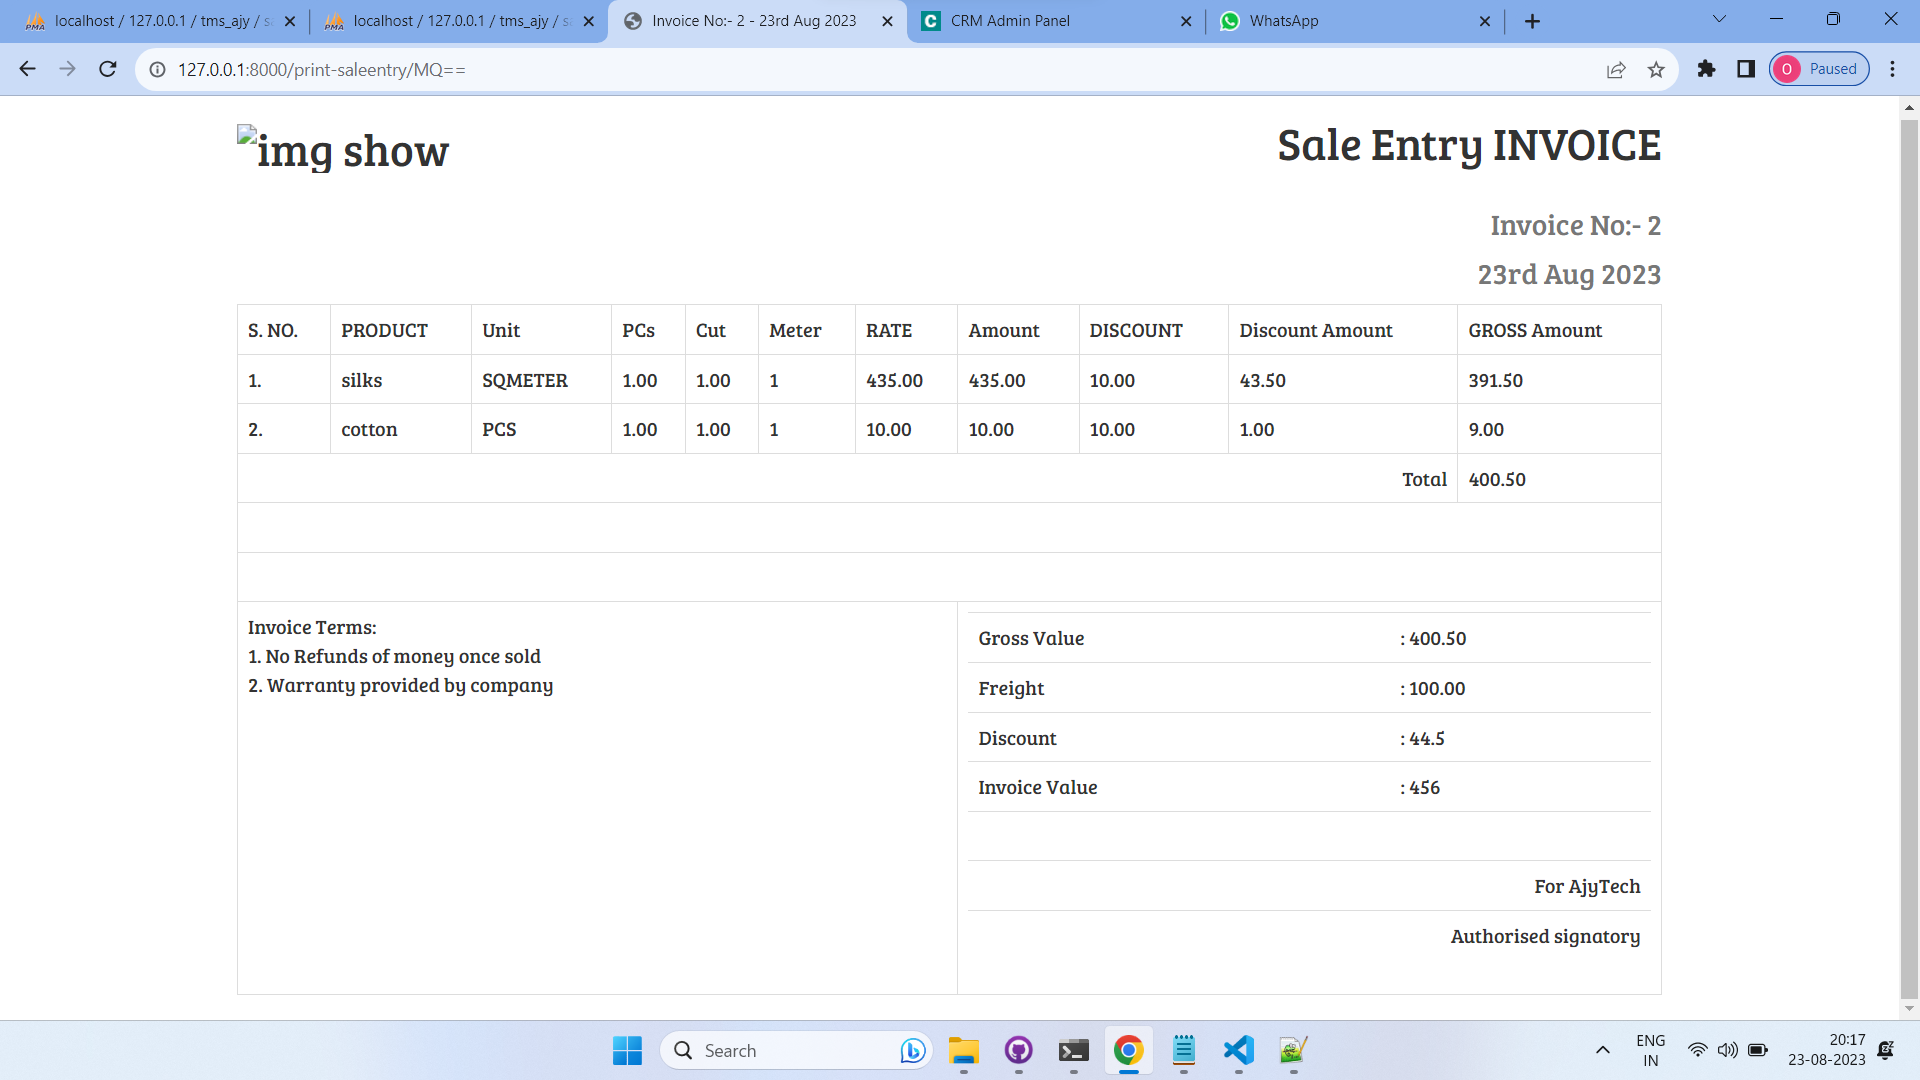 localhost / 127.0.0.1 / tms_ajy / sa
localhost / 127.0.0.1 / tms_ajy / sa
Invoice No:- 2 - 23rd Aug 2023
CRM Admin Panel
WhatsApp
127.0.0.1:8000/print-saleentry/MQ==
O Paused
img show
Sale Entry INVOICE
Invoice No:- 2
23rd Aug 2023
S. NO. PRODUCT Unit PCs Cut Meter RATE Amount DISCOUNT Discount Amount GROSS Amount
1. silks SQMETER 1.00 1.00 1 435.00 435.00 10.00 43.50 391.50
2. cotton PCS 1.00 1.00 1 10.00 10.00 10.00 1.00 9.00
Total 400.50
Invoice Terms:
1. No Refunds of money once sold
2. Warranty provided by company
Gross Value : 400.50
Freight : 100.00
Discount : 44.5
Invoice Value : 456
For AjyTech
Authorised signatory
Search
ENG
IN
20:17
23-08-2023